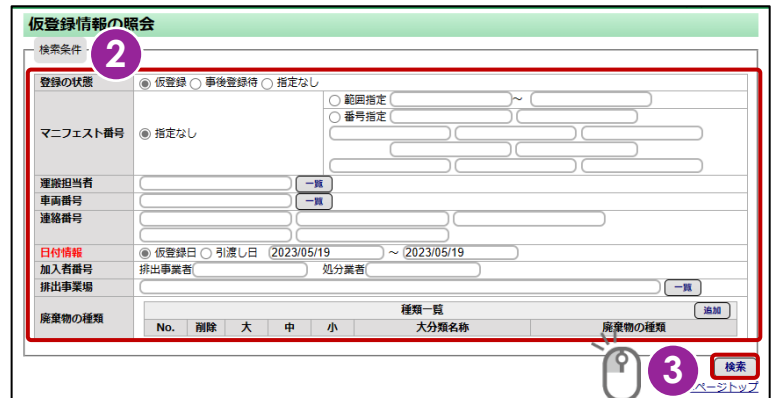 仮登録情報の照会
検索条件
2
登録の状態 仮登録 事後登録待 指定なし
マニフェスト番号 指定なし
範囲指定 ～
番号指定
運搬担当者 一覧
車両番号 一覧
連絡番号
日付情報 仮登録日 引渡し日 2023/05/19 ～ 2023/05/19
加入者番号 排出事業者 処分業者
排出事業場 一覧
廃棄物の種類
種類一覧 追加
No. 削除 大 中 小 大分類名称 廃棄物の種類
3
検索
ページトップ